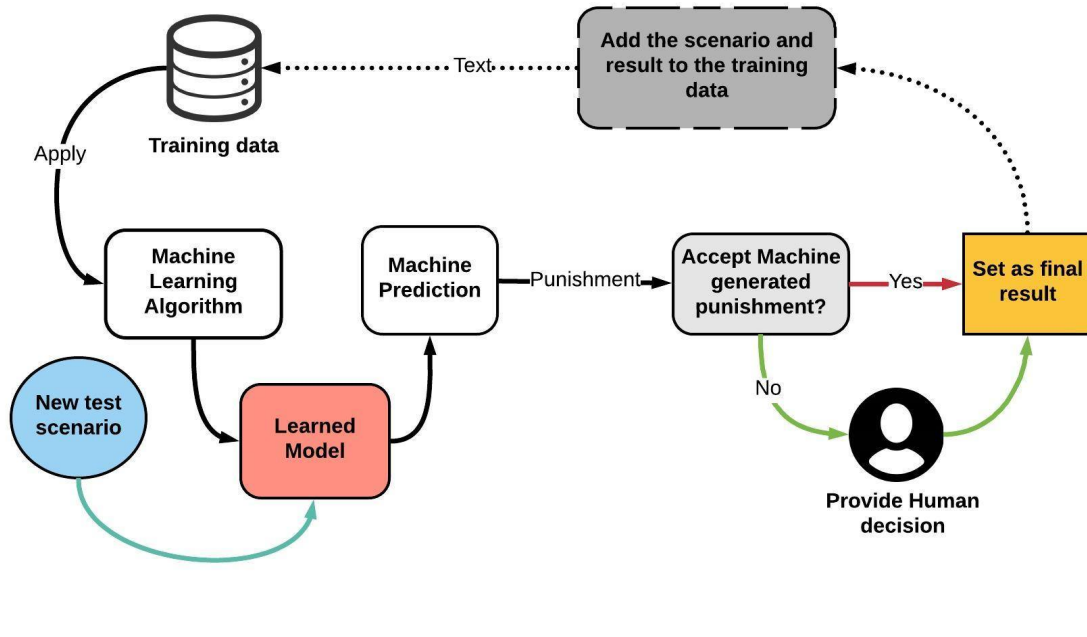 Add the scenario and
result to the training
data
Text
Training data
Apply
Machine
Learning
Algorithm
Machine
Prediction
Punishment
Accept Machine
generated
punishment?
Yes
Set as final
result
New test
scenario
Learned
Model
No
Provide Human
decision